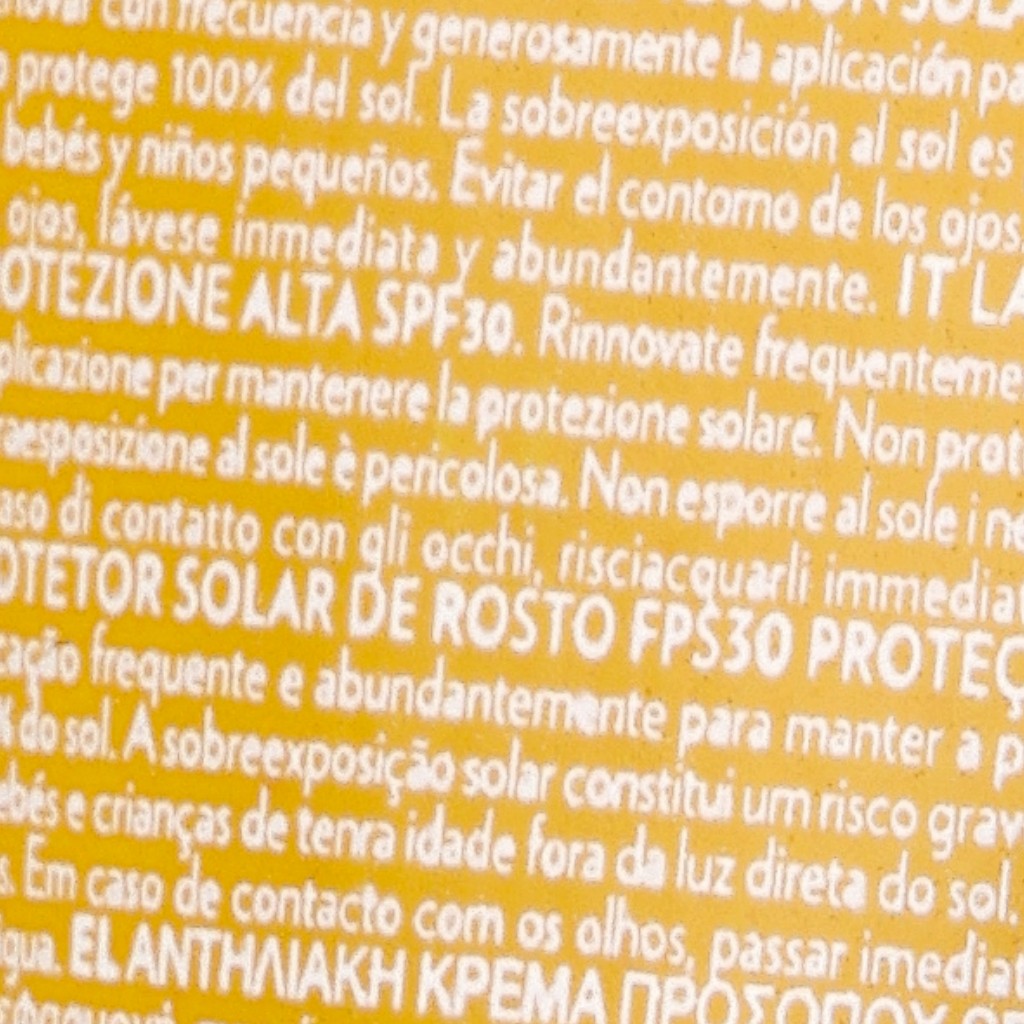 con frecuencia y generosamente la aplicación
protege 100% del sol. La sobreexposición al sol es
bebés y niños pequeños. Evitar el contorno de los ojos.
ojos, lávese inmediata y abundantemente. IT LA
OTEZIONE ALTA SPF30. Rinnovate frequenteme
plicazione per mantenere la protezione solare. Non prot
aesposizione al sole è pericolosa. Non esporre al sole i ne
aso di contatto con gli occhi, risciacquarli immediat
OTETOR SOLAR DE ROSTO FPS30 PROTEÇ
cação frequente e abundantemente para manter a p
do sol. A sobreexposição solar constitui um risco grav
ebés e crianças de tenra idade fora da luz direta do sol.
s. Em caso de contacto com os olhos, passar imediat
gua. EL ΑΝΤΗΛΙΑΚΗ ΚΡΕΜΑ ΠΡΟΣΩΠΟΥ